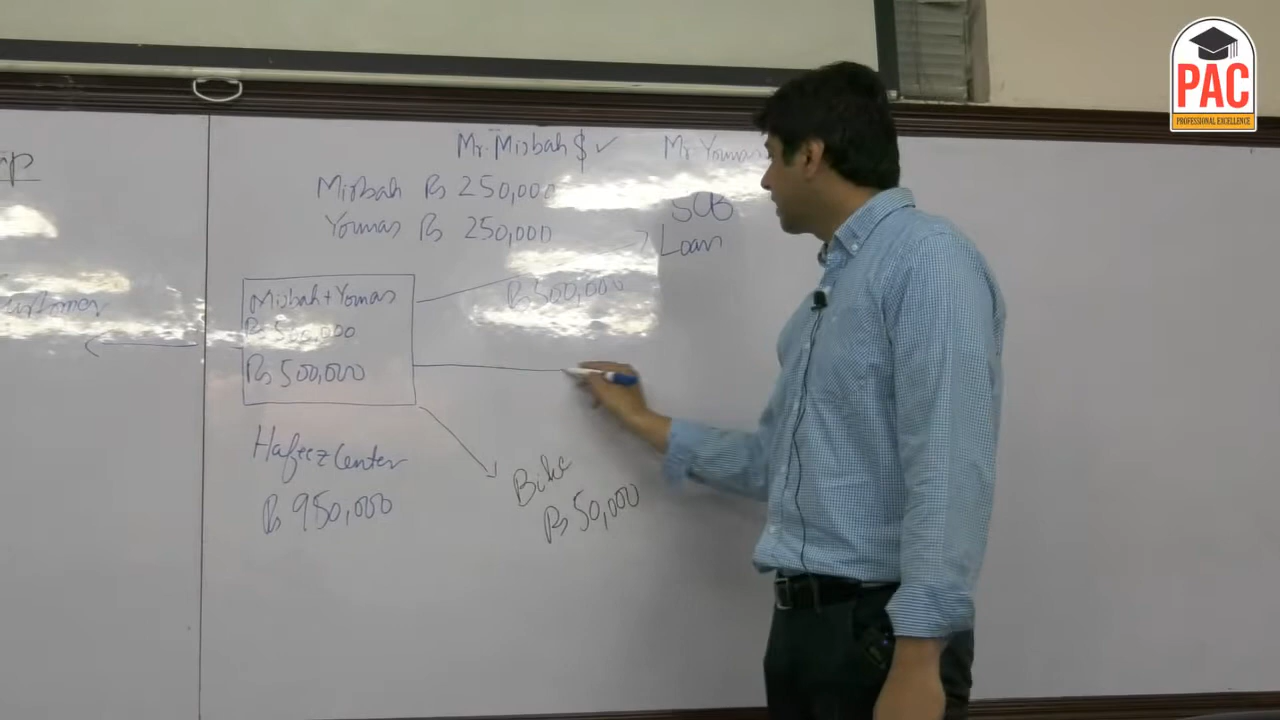 Mr. Misbah $ ✓ Mr Younas
Misbah Rs 250,000
Younas Rs 250,000
SCB
Loan
Rs 500,000
Misbah + Younas
Rs 500,000
Rs 500,000
Customer
Hafeez Center
Rs 950,000
Bike
Rs 50,000
PAC
PROFESSIONAL EXCELLENCE